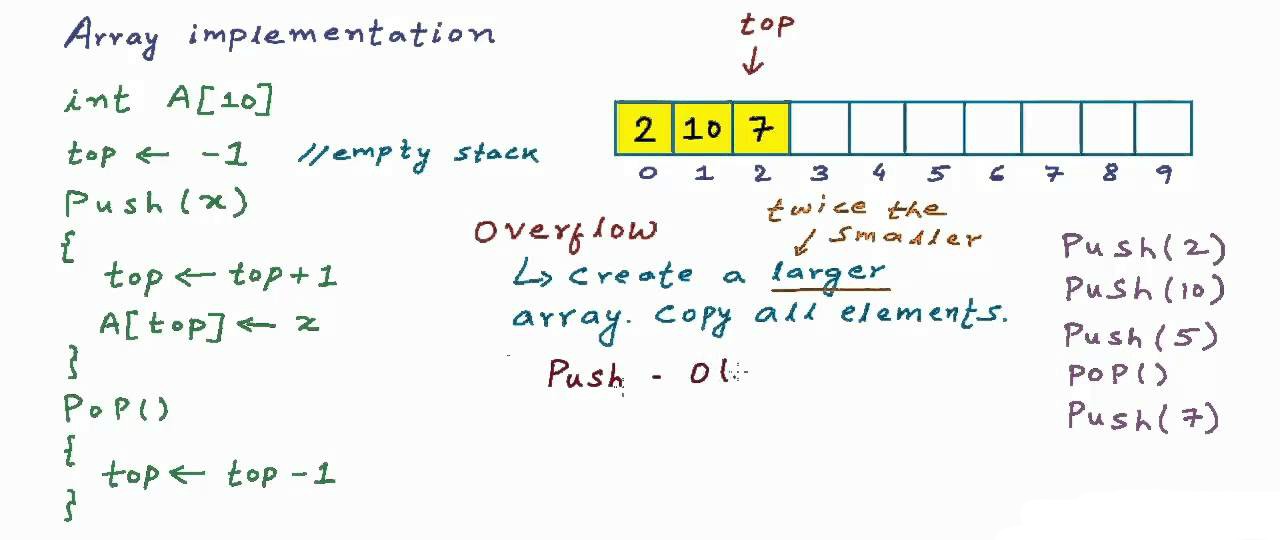 Array implementation
int A[10]
top ← -1 //empty stack
Push(x)
{
top ← top+1
A[top] ← x
}
PoP()
{
top ← top-1
}
top
↓
2 10 7
0 1 2 3 4 5 6 7 8 9
Overflow
twice the
smaller
↳ create a larger
array. Copy all elements.
Push - O(
Push(2)
Push(10)
Push(5)
PoP()
Push(7)